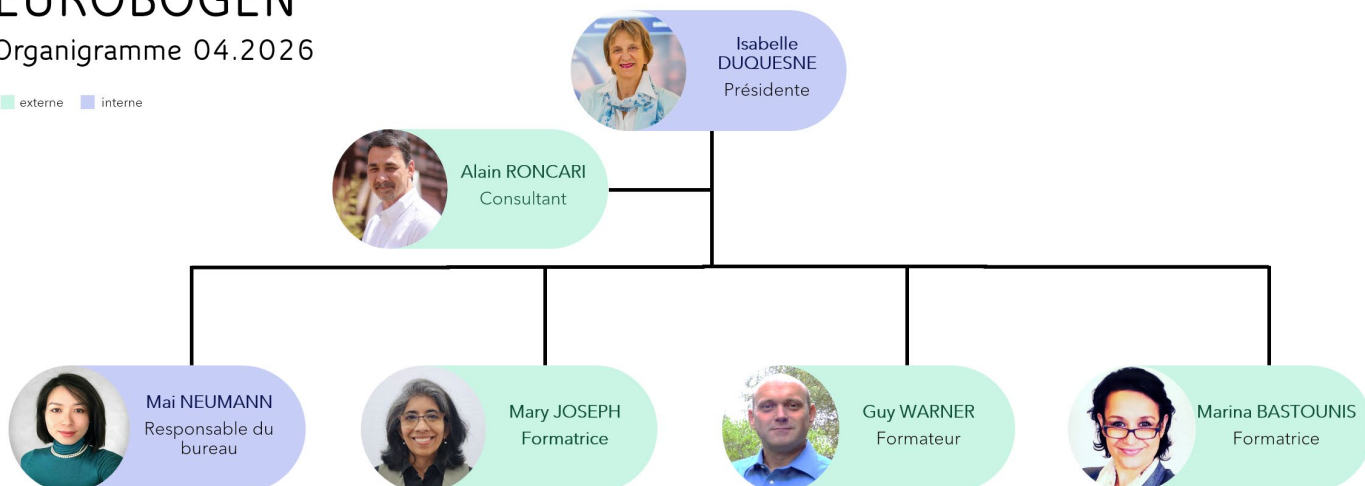 EUROBOGEN
Organigramme 04.2026
externe interne
Isabelle
DUQUESNE
Présidente
Alain RONCARI
Consultant
Mai NEUMANN
Responsable du
bureau
Mary JOSEPH
Formatrice
Guy WARNER
Formateur
Marina BASTOUNIS
Formatrice